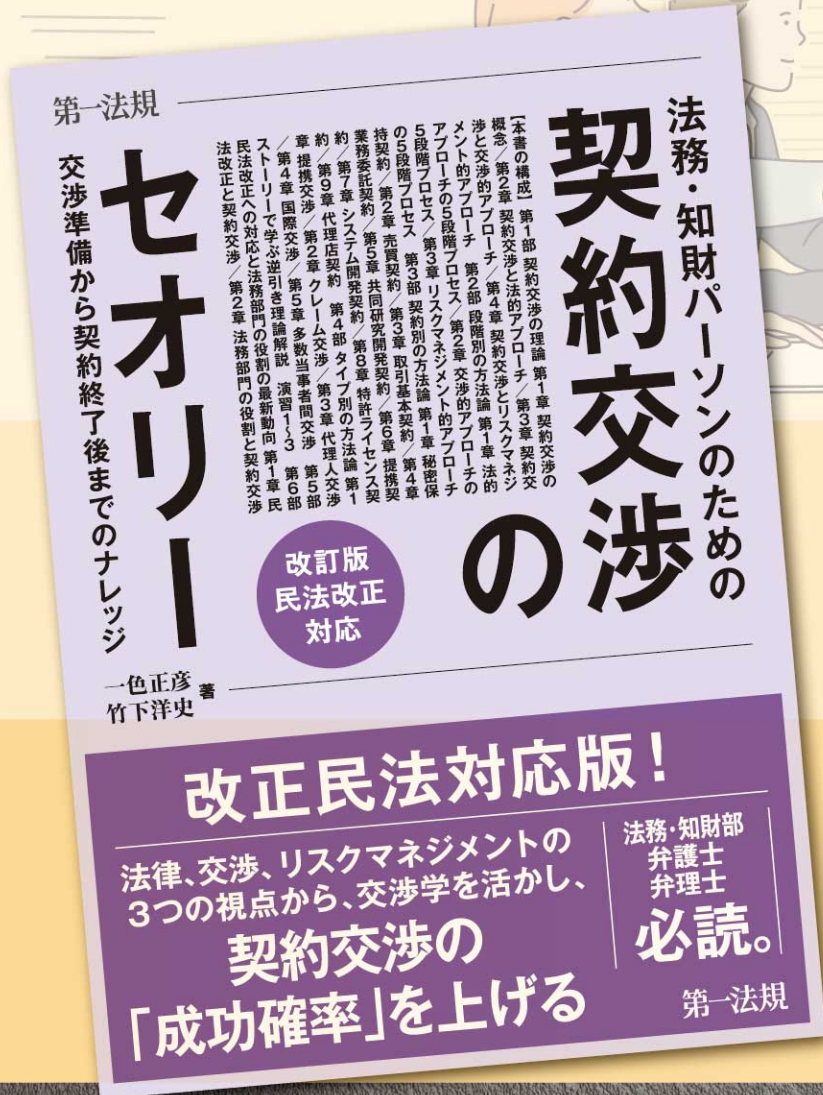 第一法規
法務・知財パーソンのための
契約交渉
の
セオリー
交渉準備から契約終了後までのナレッジ
【本書の構成】 第1部 契約交渉の理論 第1章 契約交渉の
概念/第2章 契約交渉と法的アプローチ/第3章 契約交
渉と交渉的アプローチ/第4章 契約交渉とリスクマネジ
メント的アプローチ 第2部 段階別の方法論 第1章 法的
アプローチの5段階プロセス/第2章 交渉的アプローチの
5段階プロセス/第3章 リスクマネジメント的アプローチ
の5段階プロセス 第3部 契約別の方法論 第1章 秘密保
持契約/第2章 売買契約/第3章 取引基本契約/第4章
業務委託契約/第5章 共同研究開発契約/第6章 提携契
約/第7章 システム開発契約/第8章 特許ライセンス契
約/第9章 代理店契約 第4部 タイプ別の方法論 第1
章 提携交渉/第2章 クレーム交渉/第3章 代理人交渉
/第4章 国際交渉/第5章 多数当事者間交渉 第5部
ストーリーで学ぶ逆引き理論解説 演習1〜3 第6部
民法改正への対応と法務部門の役割の最新動向 第1章 民
法改正と契約交渉/第2章 法務部門の役割と契約交渉
改訂版
民法改正
対応
一色正彦
竹下洋史
著
改正民法対応版!
法律、交渉、リスクマネジメントの
3つの視点から、交渉学を活かし、
契約交渉の
「成功確率」を上げる
法務・知財部
弁護士
弁理士
必読。
第一法規